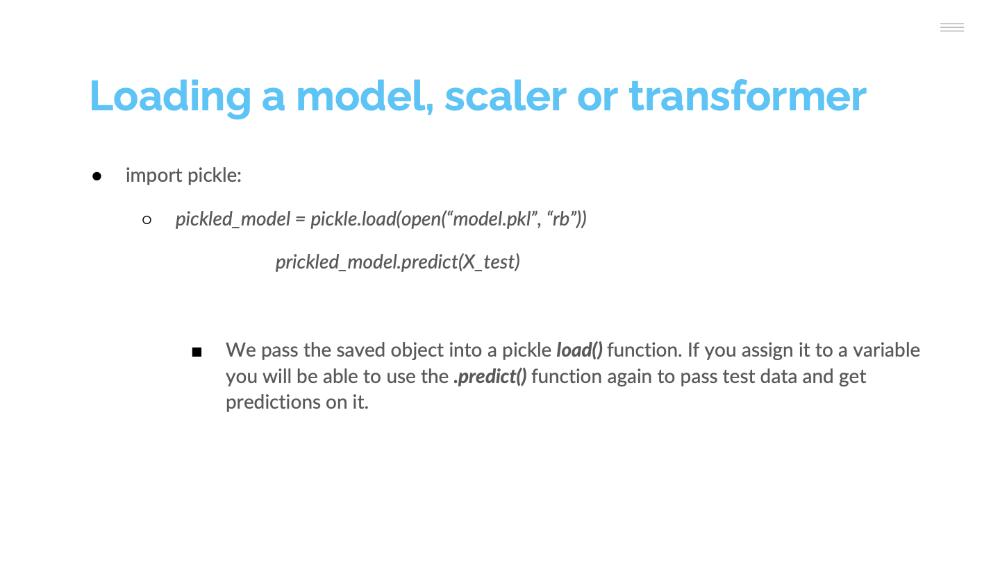 Loading a model, scaler or transformer
● import pickle:
○ pickled_model = pickle.load(open(“model.pkl”, “rb”))
prickled_model.predict(X_test)
■ We pass the saved object into a pickle load() function. If you assign it to a variable
you will be able to use the .predict() function again to pass test data and get
predictions on it.